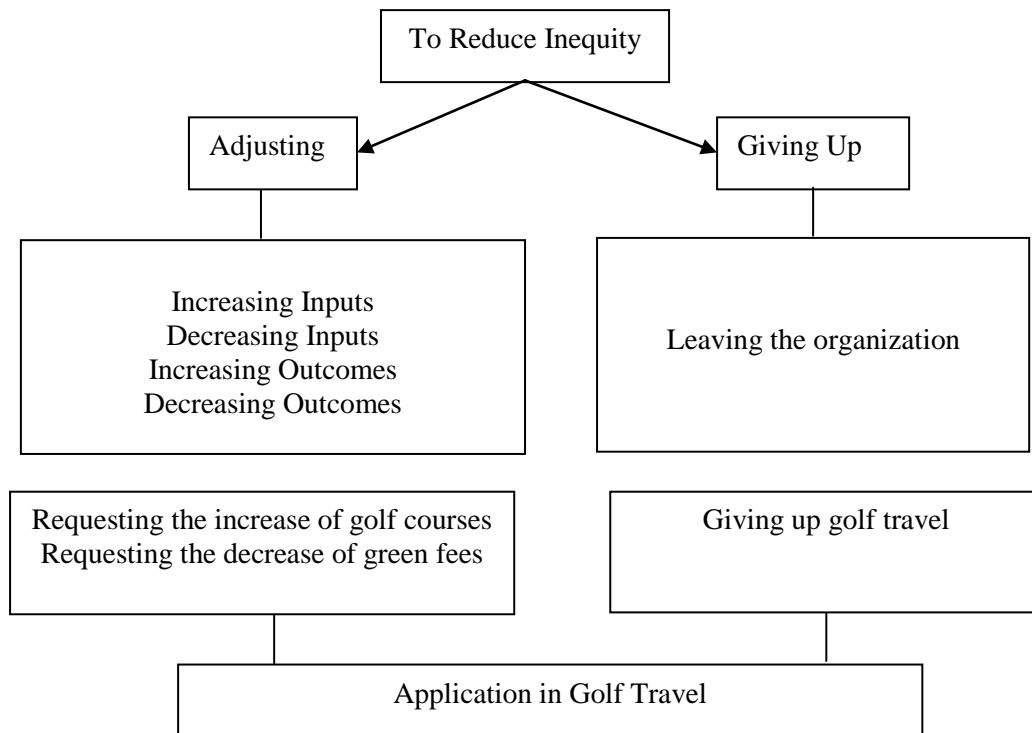 To Reduce Inequity
Adjusting
Giving Up
Increasing Inputs
Decreasing Inputs
Increasing Outcomes
Decreasing Outcomes
Leaving the organization
Requesting the increase of golf courses
Requesting the decrease of green fees
Giving up golf travel
Application in Golf Travel